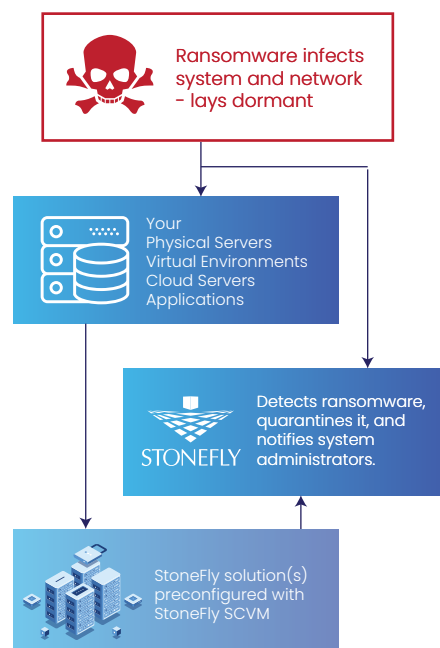 Ransomware infects
system and network
- lays dormant
Your
Physical Servers
Virtual Environments
Cloud Servers
Applications
Detects ransomware,
quarantines it, and
notifies system
administrators.
STONEFLY
StoneFly solution(s)
preconfigured with
StoneFly SCVM